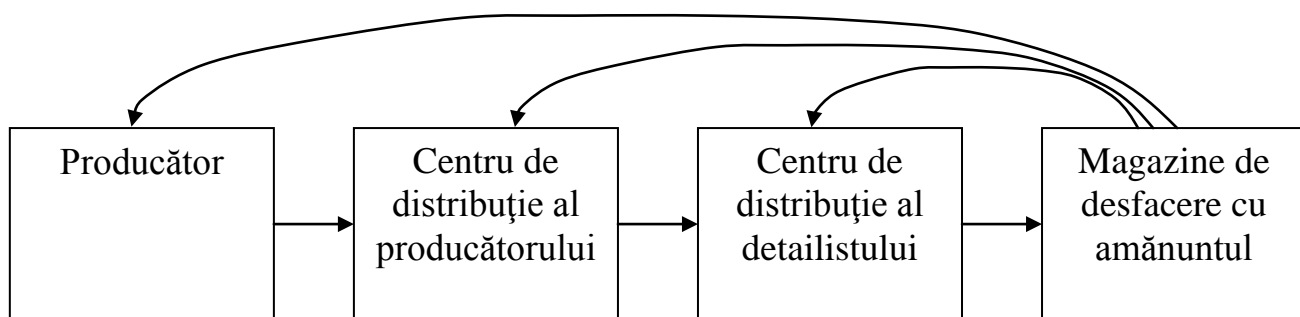 Producător
Centru de
distribuţie al
producătorului
Centru de
distribuţie al
detailistului
Magazine de
desfacere cu
amănuntul